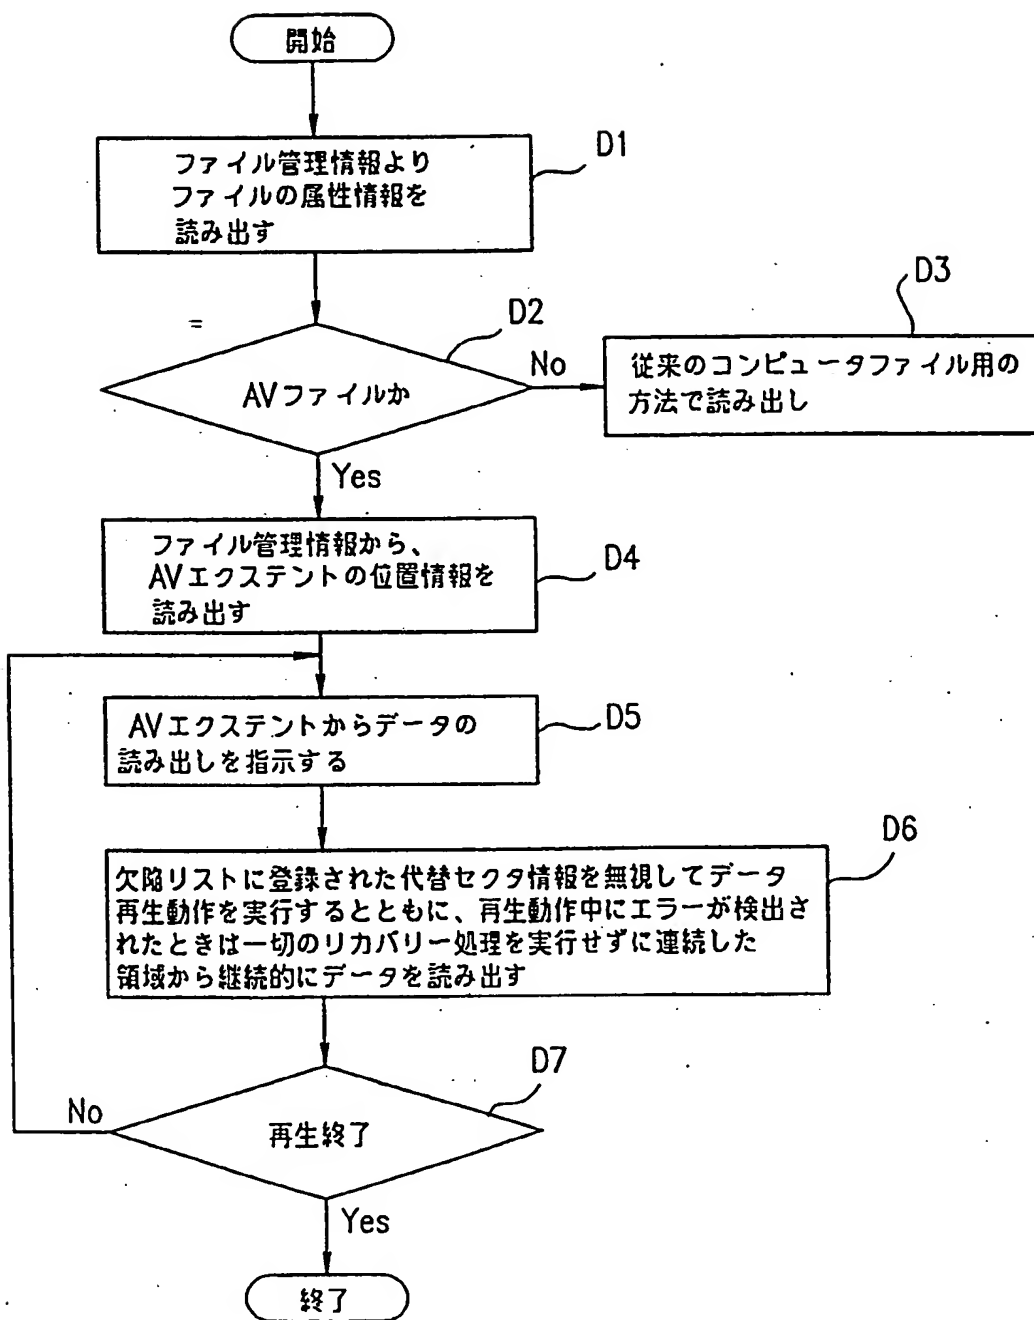 開始
D1
ファイル管理情報より
ファイルの属性情報を
読み出す
D2
AVファイルか
No
D3
従来のコンピュータファイル用の
方法で読み出し
Yes
ファイル管理情報から、
AVエクステントの位置情報を
読み出す
D4
AVエクステントからデータの
読み出しを指示する
D5
D6
欠陥リストに登録された代替セクタ情報を無視してデータ
再生動作を実行するとともに、再生動作中にエラーが検出さ
れたときは一切のリカバリー処理を実行せずに連続した
領域から継続的にデータを読み出す
D7
No
再生終了
Yes
終了